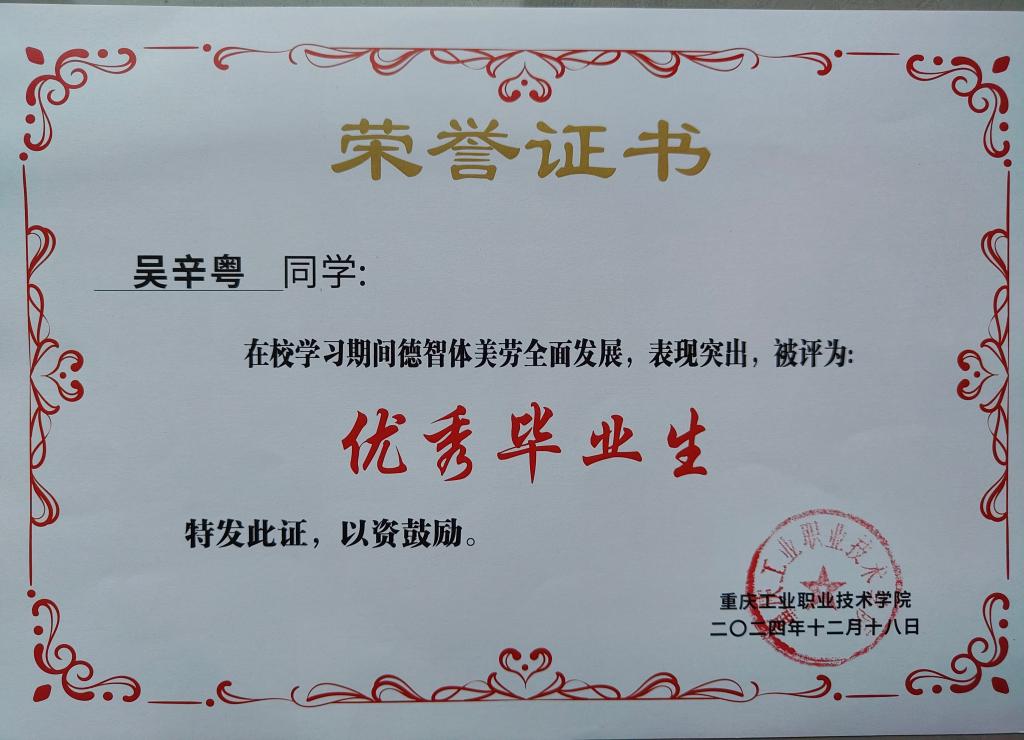 荣誉证书
吴辛粤 同学:
在校学习期间德智体美劳全面发展，表现突出，被评为:
优秀毕业生
特发此证，以资鼓励。
重庆工业职业技术学院
二〇二四年十二月十八日